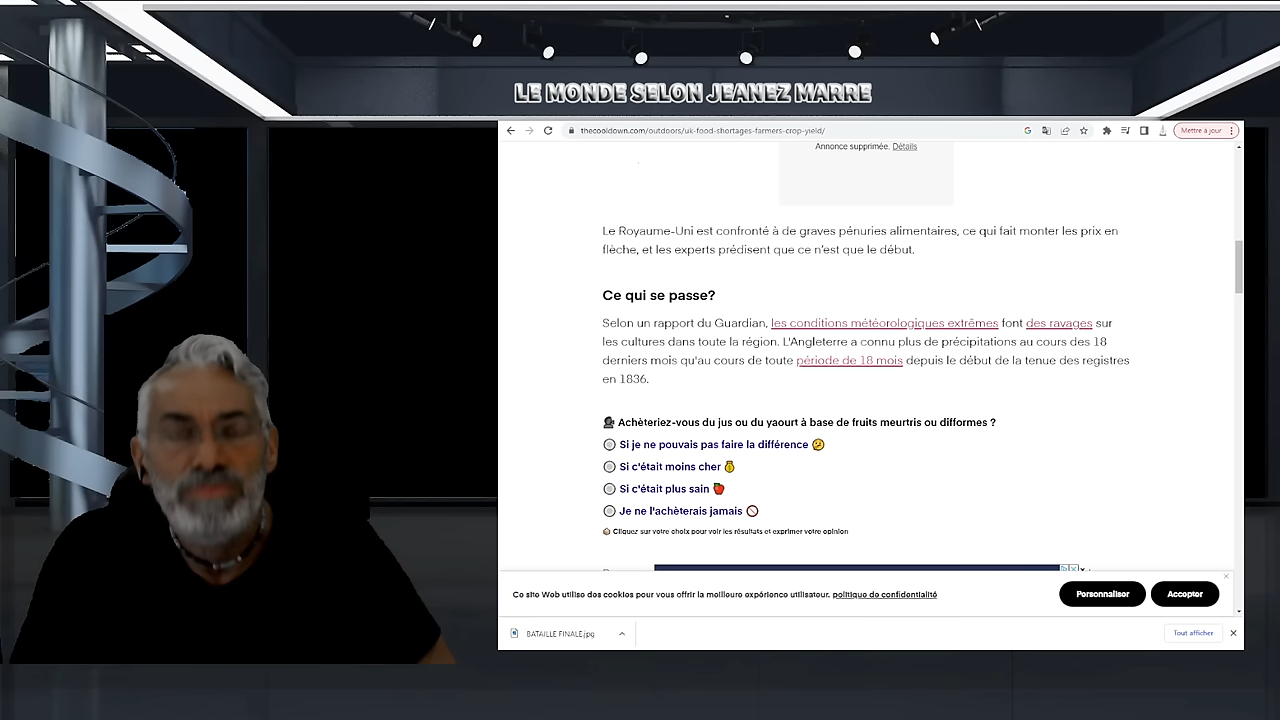 LE MONDE SELON JEANEZ MARRE
thecooldown.com/outdoors/uk-food-shortages-farmers-crop-yield/
Mettre à jour
Annonce supprimée. Détails
Le Royaume-Uni est confronté à de graves pénuries alimentaires, ce qui fait monter les prix en
flèche, et les experts prédisent que ce n'est que le début.
Ce qui se passe?
Selon un rapport du Guardian, les conditions météorologiques extrêmes font des ravages sur
les cultures dans toute la région. L'Angleterre a connu plus de précipitations au cours des 18
derniers mois qu'au cours de toute période de 18 mois depuis le début de la tenue des registres
en 1836.
Achèteriez-vous du jus ou du yaourt à base de fruits meurtris ou difformes ?
Si je ne pouvais pas faire la différence
Si c'était moins cher
Si c'était plus sain
Je ne l'achèterais jamais
Cliquez sur votre choix pour voir les résultats et exprimer votre opinion
Ce site Web utilise des cookies pour vous offrir la meilleure expérience utilisateur. politique de confidentialité
Personnaliser
Accepter
BATAILLE FINALE.jpg
Tout afficher